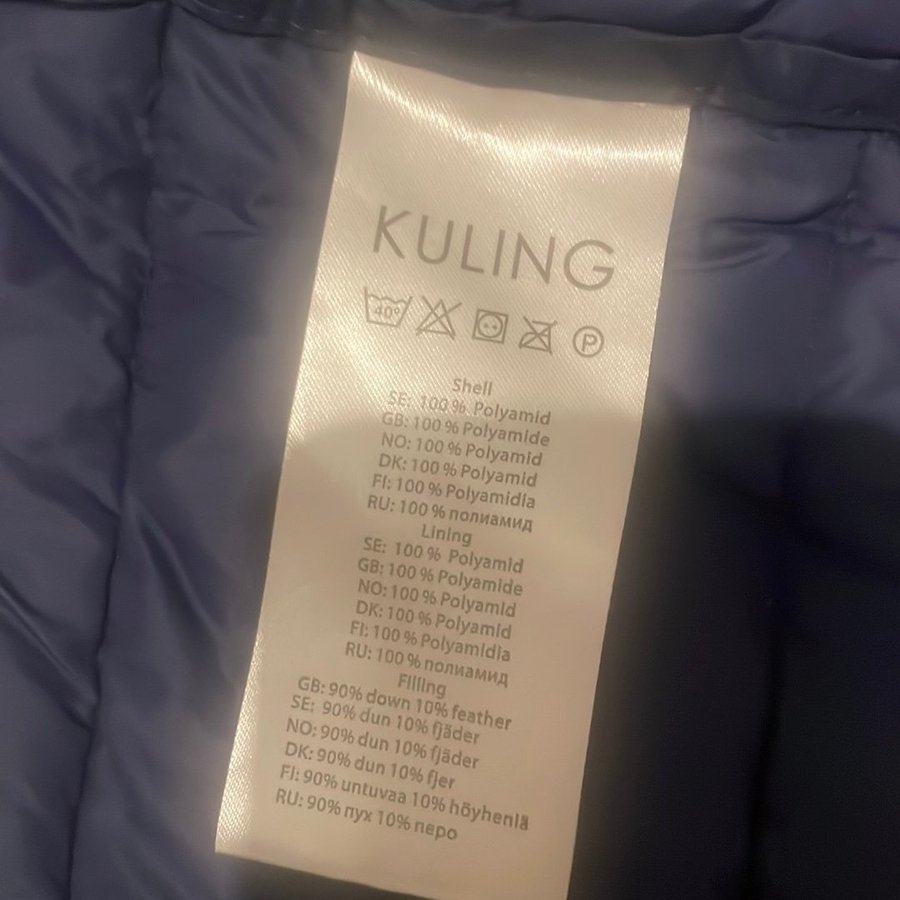 KULING
40°
P
Shell
SE: 100 % Polyamid
GB: 100 % Polyamide
NO: 100 % Polyamid
DK: 100 % Polyamid
FI: 100 % Polyamidia
RU: 100 % полиамид
Lining
SE: 100 % Polyamid
GB: 100 % Polyamide
NO: 100 % Polyamid
DK: 100 % Polyamid
FI: 100 % Polyamidia
RU: 100 % полиамид
Filling
GB: 90% down 10% feather
SE: 90% dun 10% fjäder
NO: 90% dun 10% fjäder
DK: 90% dun 10% fjer
FI: 90% untuvaa 10% höyhenlä
RU: 90% пух 10% перо